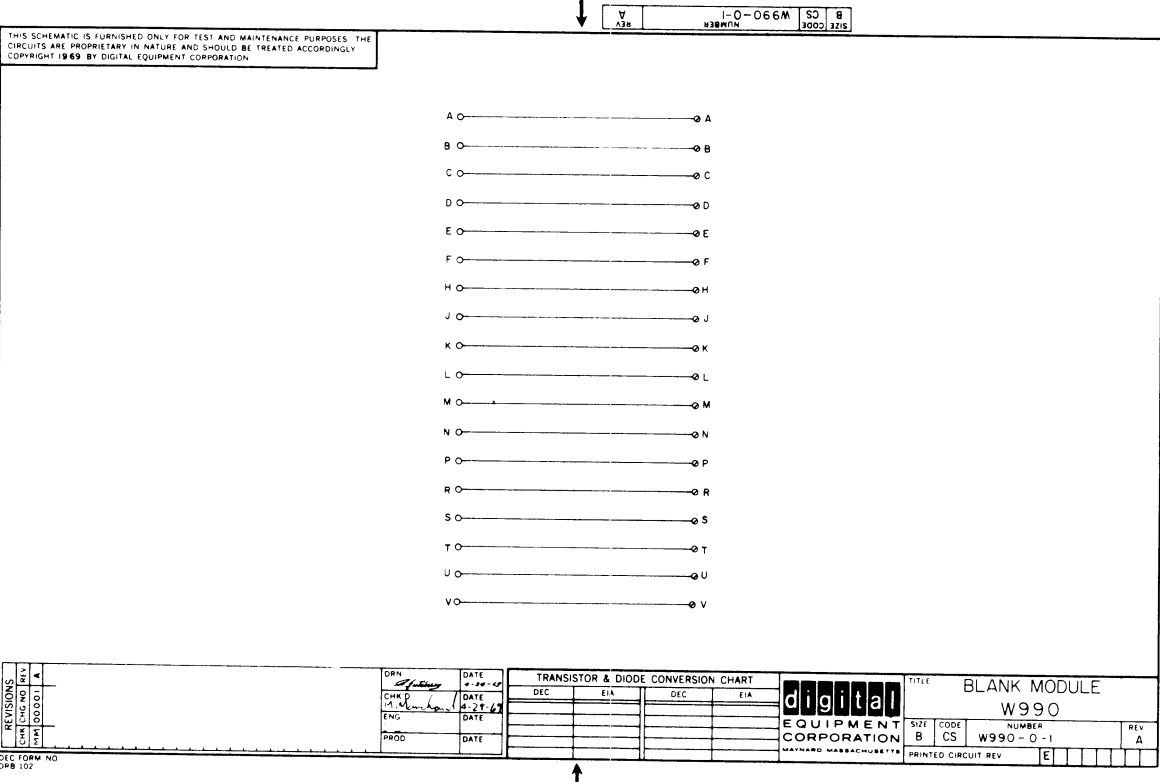 REV A
NUMBER W990-0-1
CODE CS
SIZE B
THIS SCHEMATIC IS FURNISHED ONLY FOR TEST AND MAINTENANCE PURPOSES THE
CIRCUITS ARE PROPRIETARY IN NATURE AND SHOULD BE TREATED ACCORDINGLY
COPYRIGHT 1969 BY DIGITAL EQUIPMENT CORPORATION
A A
B B
C C
D D
E E
F F
H H
J J
K K
L L
M M
N N
P P
R R
S S
T T
U U
V V
REVISIONS
CHK CHG NO REV
MM 00001 A
DRN DATE
CHK'D DATE
4-29-69
ENG DATE
PROD DATE
TRANSISTOR & DIODE CONVERSION CHART
DEC EIA DEC EIA
digital
EQUIPMENT
CORPORATION
MAYNARD MASSACHUSETTS
TITLE
BLANK MODULE
W990
SIZE CODE NUMBER REV
B CS W990-0-1 A
PRINTED CIRCUIT REV E
DEC FORM NO
DRB 102